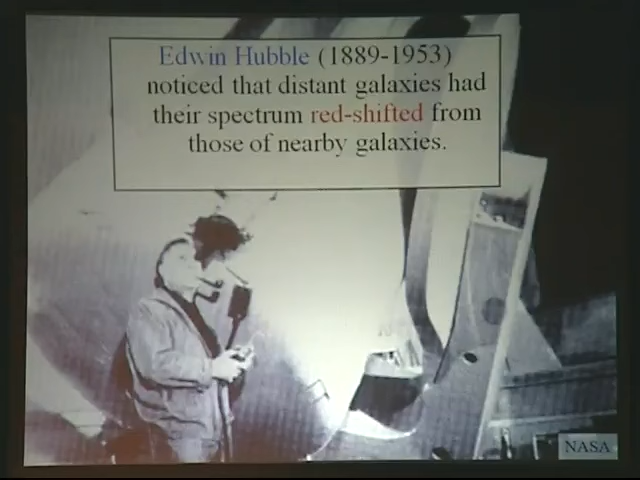 Edwin Hubble (1889-1953)
noticed that distant galaxies had
their spectrum red-shifted from
those of nearby galaxies.
NASA